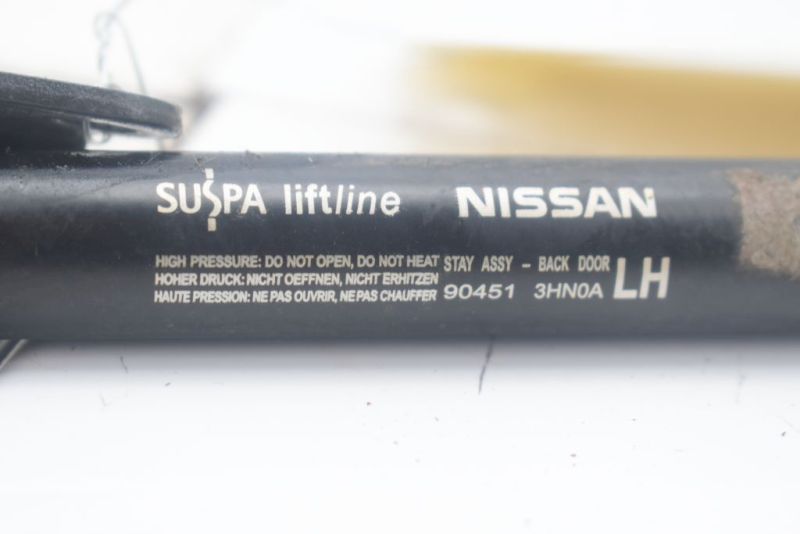 SUSPA liftline NISSAN
HIGH PRESSURE: DO NOT OPEN, DO NOT HEAT STAY ASSY - BACK DOOR
HOHER DRUCK: NICHT OEFFNEN, NICHT ERHITZEN
HAUTE PRESSION: NE PAS OUVRIR, NE PAS CHAUFFER 90451 3HN0A LH